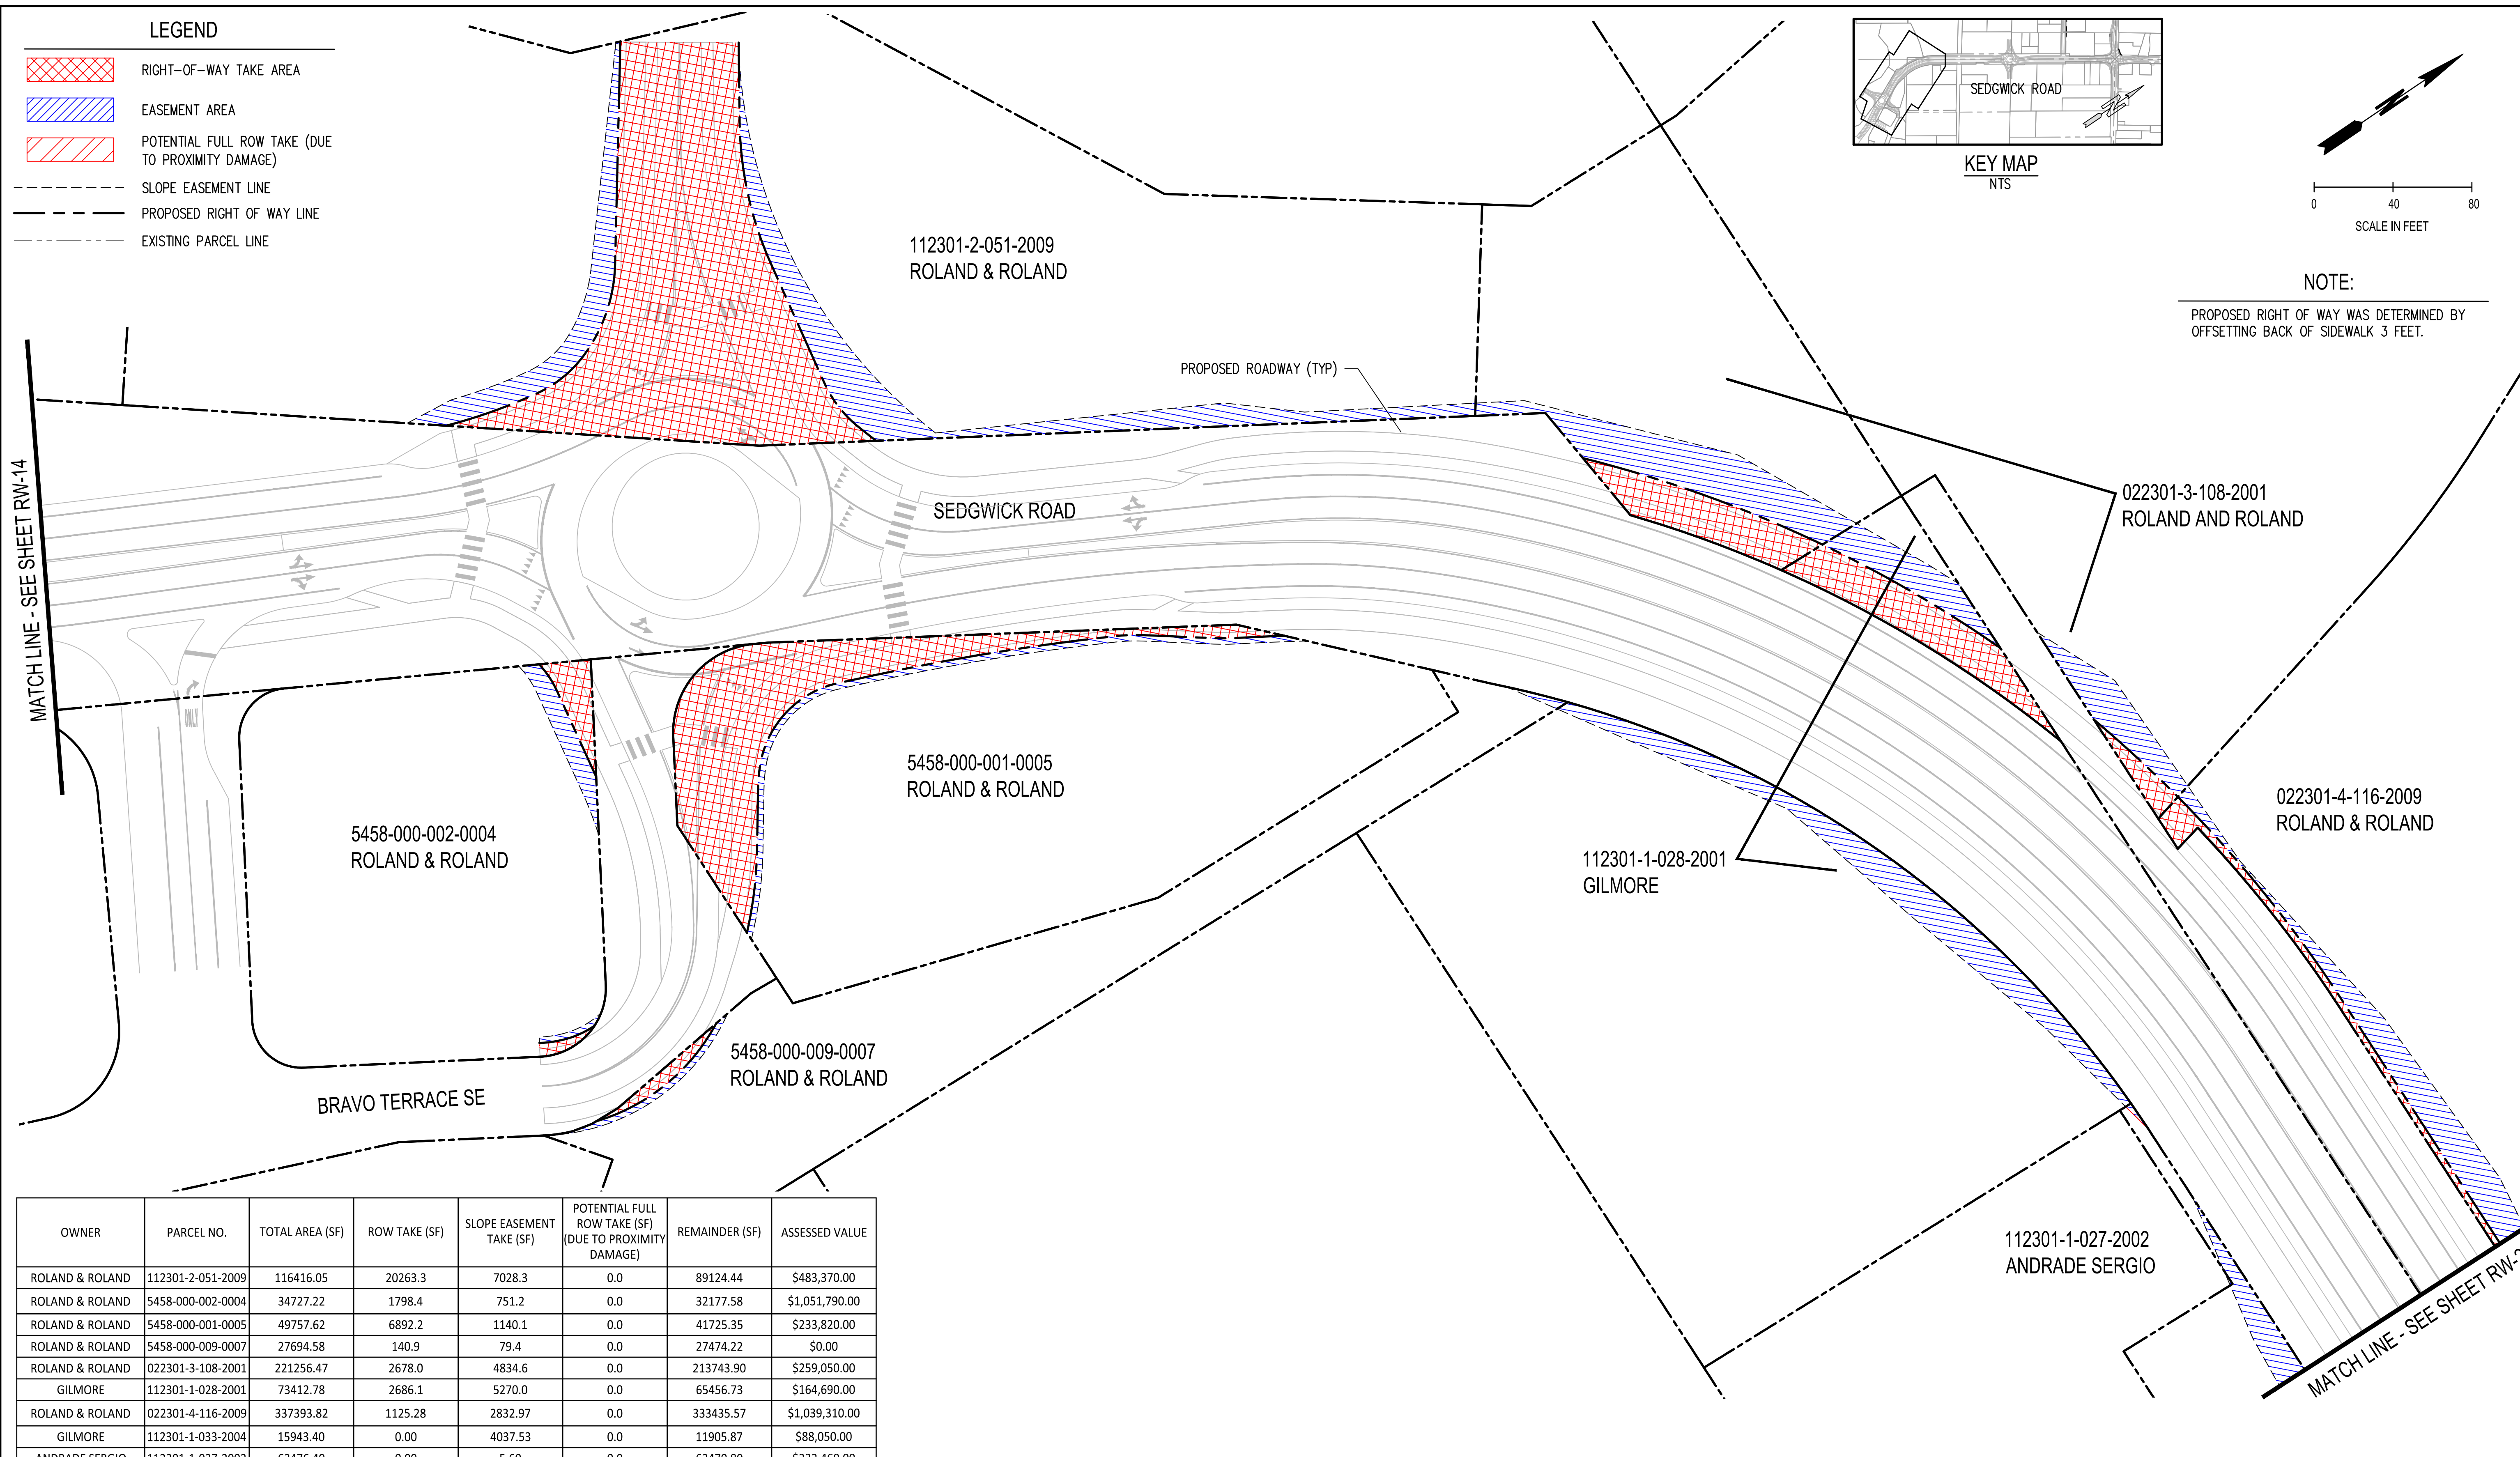 LEGEND
RIGHT-OF-WAY TAKE AREA
EASEMENT AREA
POTENTIAL FULL ROW TAKE (DUE
TO PROXIMITY DAMAGE)
SLOPE EASEMENT LINE
PROPOSED RIGHT OF WAY LINE
EXISTING PARCEL LINE
SEDGWICK ROAD
N
KEY MAP
NTS
N
0 40 80
SCALE IN FEET
NOTE:
PROPOSED RIGHT OF WAY WAS DETERMINED BY
OFFSETTING BACK OF SIDEWALK 3 FEET.
112301-2-051-2009
ROLAND & ROLAND
PROPOSED ROADWAY (TYP)
MATCH LINE - SEE SHEET RW-14
SEDGWICK ROAD
022301-3-108-2001
ROLAND AND ROLAND
ONLY
5458-000-001-0005
ROLAND & ROLAND
5458-000-002-0004
ROLAND & ROLAND
022301-4-116-2009
ROLAND & ROLAND
112301-1-028-2001
GILMORE
5458-000-009-0007
ROLAND & ROLAND
BRAVO TERRACE SE
112301-1-027-2002
ANDRADE SERGIO
MATCH LINE - SEE SHEET
OWNER PARCEL NO. TOTAL AREA (SF) ROW TAKE (SF) SLOPE EASEMENT TAKE (SF) POTENTIAL FULL ROW TAKE (SF) (DUE TO PROXIMITY DAMAGE) REMAINDER (SF) ASSESSED VALUE
ROLAND & ROLAND 112301-2-051-2009 116416.05 20263.3 7028.3 0.0 89124.44 $483,370.00
ROLAND & ROLAND 5458-000-002-0004 34727.22 1798.4 751.2 0.0 32177.58 $1,051,790.00
ROLAND & ROLAND 5458-000-001-0005 49757.62 6892.2 1140.1 0.0 41725.35 $233,820.00
ROLAND & ROLAND 5458-000-009-0007 27694.58 140.9 79.4 0.0 27474.22 $0.00
ROLAND & ROLAND 022301-3-108-2001 221256.47 2678.0 4834.6 0.0 213743.90 $259,050.00
GILMORE 112301-1-028-2001 73412.78 2686.1 5270.0 0.0 65456.73 $164,690.00
ROLAND & ROLAND 022301-4-116-2009 337393.82 1125.28 2832.97 0.0 333435.57 $1,039,310.00
GILMORE 112301-1-033-2004 15943.40 0.00 4037.53 0.0 11905.87 $88,050.00
ANDRADE SERGIO 112301-1-027-2002